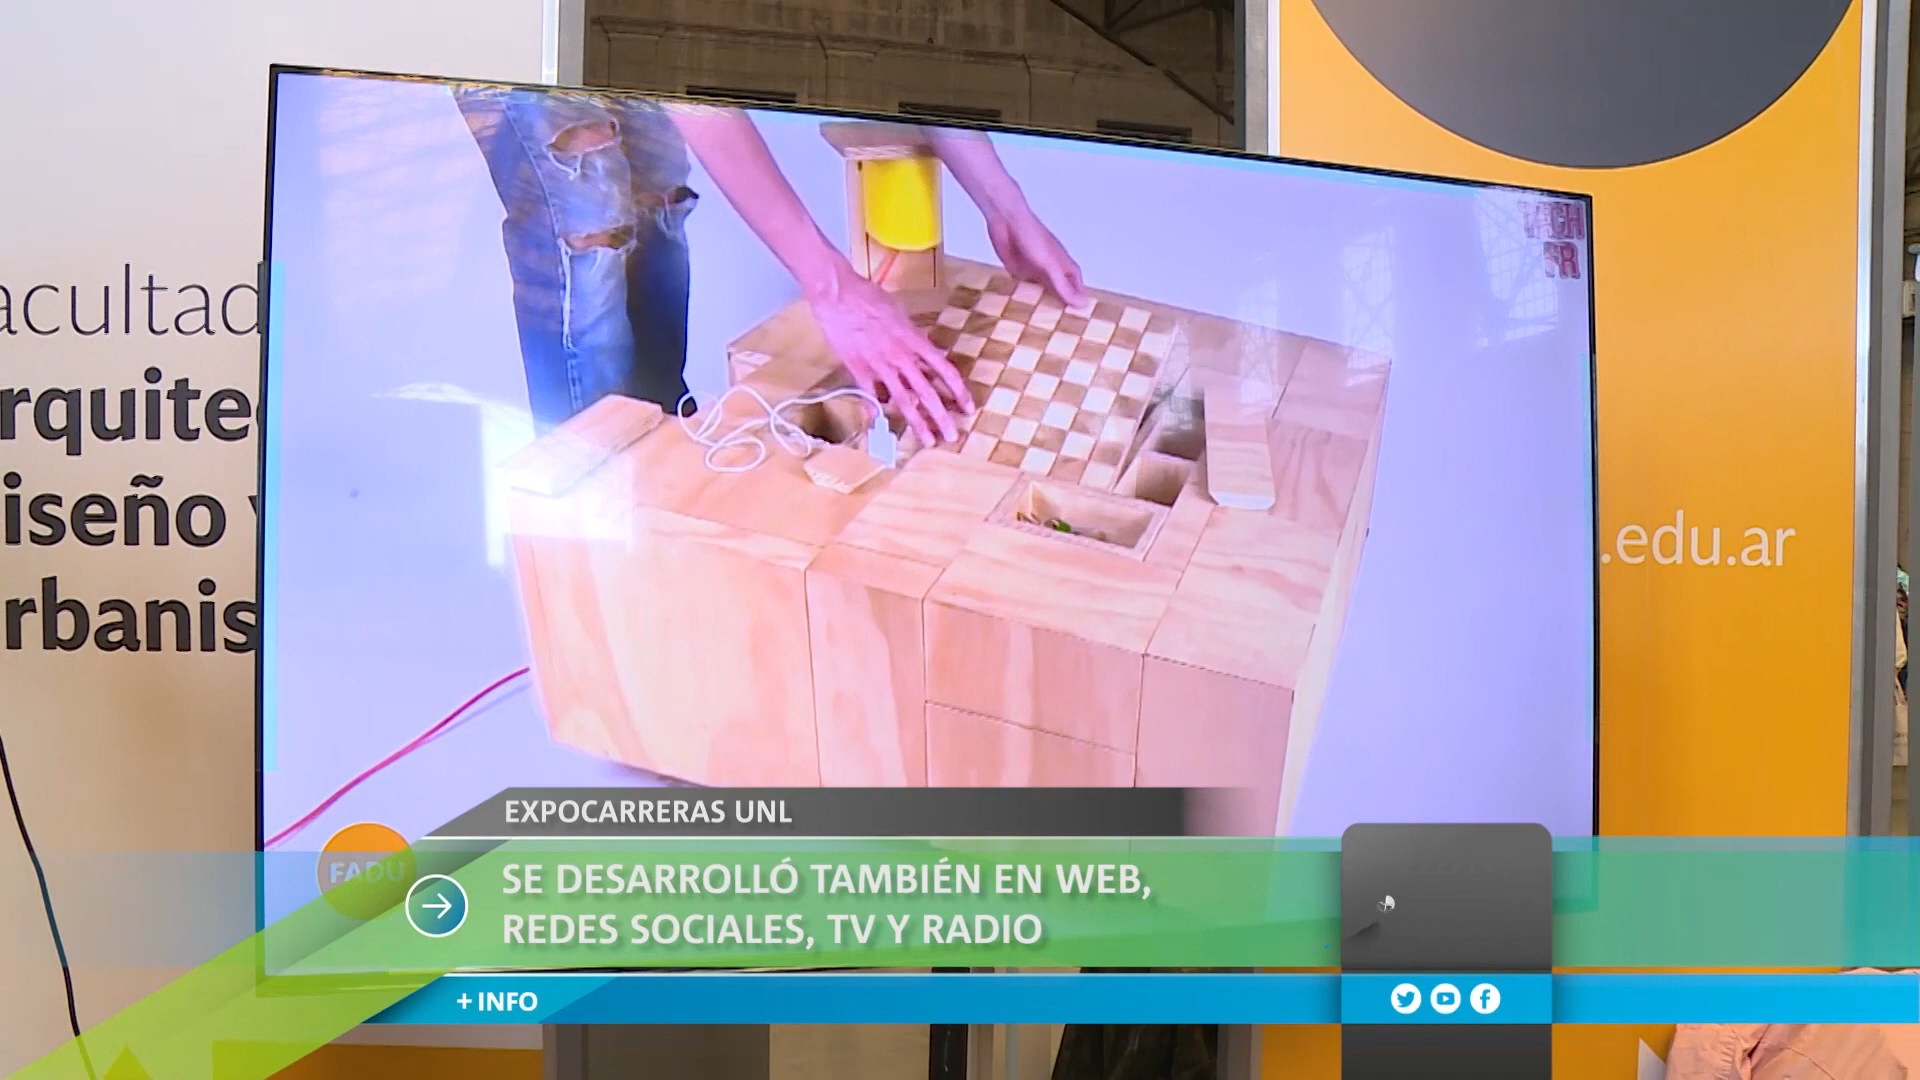 acultad
rquite
iseño y
rbanis
.edu.ar
FADU
EXPOCARRERAS UNL
SE DESARROLLÓ TAMBIÉN EN WEB,
REDES SOCIALES, TV Y RADIO
+ INFO